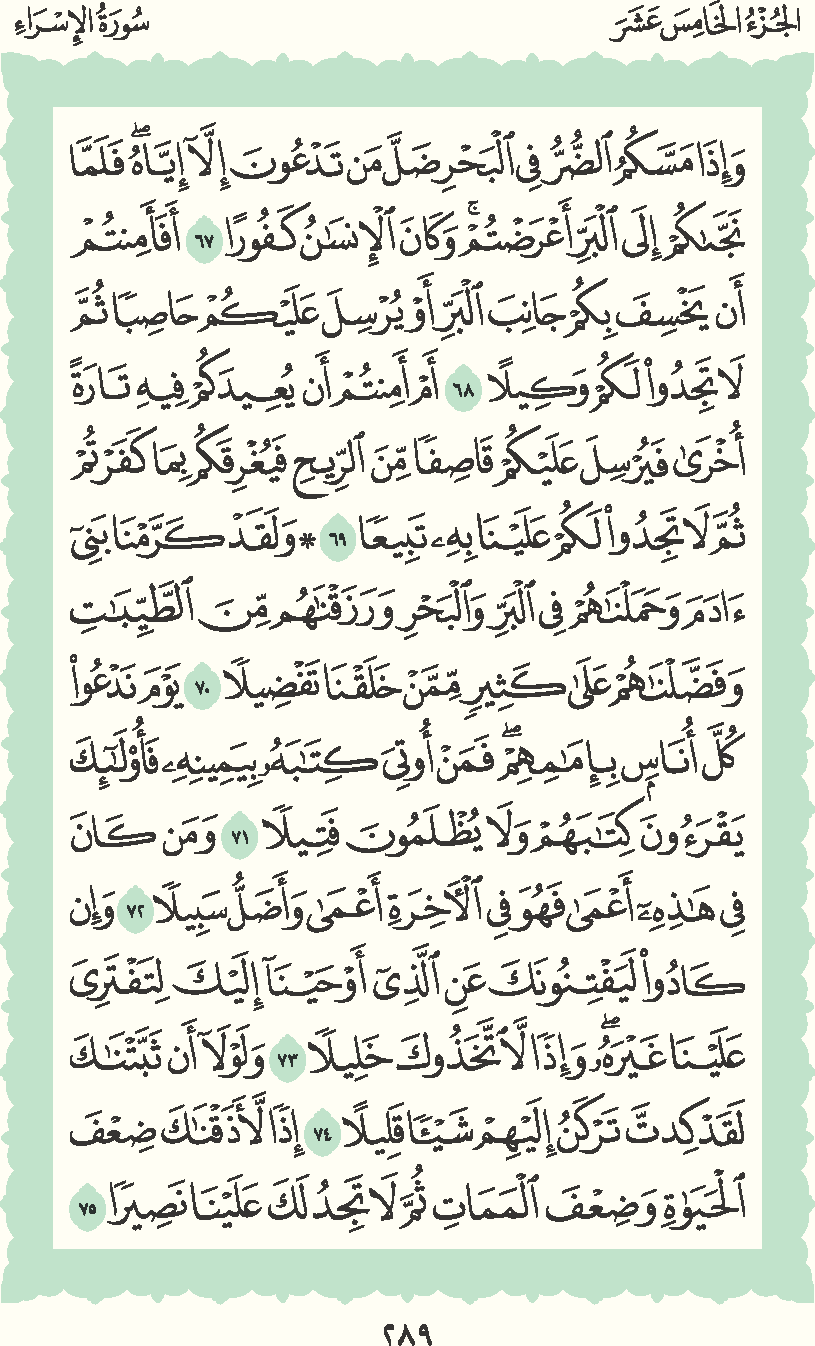 الجُزْءُ الخَامِسَ عَشَرَ
سُورَةُ الإِسْرَاءِ
وَإِذَا مَسَّكُمُ ٱلضُّرُّ فِى ٱلْبَحْرِ ضَلَّ مَن تَدْعُونَ إِلَّآ إِيَّاهُ ۖ فَلَمَّا
نَجَّىٰكُمْ إِلَى ٱلْبَرِّ أَعْرَضْتُمْ ۚ وَكَانَ ٱلْإِنسَـٰنُ كَفُورًا ٦٧ أَفَأَمِنتُمْ
أَن يَخْسِفَ بِكُمْ جَانِبَ ٱلْبَرِّ أَوْ يُرْسِلَ عَلَيْكُمْ حَاصِبًا ثُمَّ
لَا تَجِدُوا۟ لَكُمْ وَكِيلًا ٦٨ أَمْ أَمِنتُمْ أَن يُعِيدَكُمْ فِيهِ تَارَةً
أُخْرَىٰ فَيُرْسِلَ عَلَيْكُمْ قَاصِفًا مِّنَ ٱلرِّيحِ فَيُغْرِقَكُم بِمَا كَفَرْتُمْ
ثُمَّ لَا تَجِدُوا۟ لَكُمْ عَلَيْنَا بِهِۦ تَبِيعًا ٦٩ * وَلَقَدْ كَرَّمْنَا بَنِىٓ
ءَادَمَ وَحَمَلْنَـٰهُمْ فِى ٱلْبَرِّ وَٱلْبَحْرِ وَرَزَقْنَـٰهُم مِّنَ ٱلطَّيِّبَـٰتِ
وَفَضَّلْنَـٰهُمْ عَلَىٰ كَثِيرٍ مِّمَّنْ خَلَقْنَا تَفْضِيلًا ٧٠ يَوْمَ نَدْعُوا۟
كُلَّ أُنَاسٍۭ بِإِمَـٰمِهِمْ ۖ فَمَنْ أُوتِىَ كِتَـٰبَهُۥ بِيَمِينِهِۦ فَأُو۟لَـٰٓئِكَ
يَقْرَءُونَ كِتَـٰبَهُمْ وَلَا يُظْلَمُونَ فَتِيلًا ٧١ وَمَن كَانَ
فِى هَـٰذِهِۦٓ أَعْمَىٰ فَهُوَ فِى ٱلْـَٔاخِرَةِ أَعْمَىٰ وَأَضَلُّ سَبِيلًا ٧٢ وَإِن
كَادُوا۟ لَيَفْتِنُونَكَ عَنِ ٱلَّذِىٓ أَوْحَيْنَآ إِلَيْكَ لِتَفْتَرِىَ
عَلَيْنَا غَيْرَهُۥ ۖ وَإِذًا لَّٱتَّخَذُوكَ خَلِيلًا ٧٣ وَلَوْلَآ أَن ثَبَّتْنَـٰكَ
لَقَدْ كِدتَّ تَرْكَنُ إِلَيْهِمْ شَيْـًٔا قَلِيلًا ٧٤ إِذًا لَّأَذَقْنَـٰكَ ضِعْفَ
ٱلْحَيَوٰةِ وَضِعْفَ ٱلْمَمَاتِ ثُمَّ لَا تَجِدُ لَكَ عَلَيْنَا نَصِيرًا ٧٥
٢٨٩